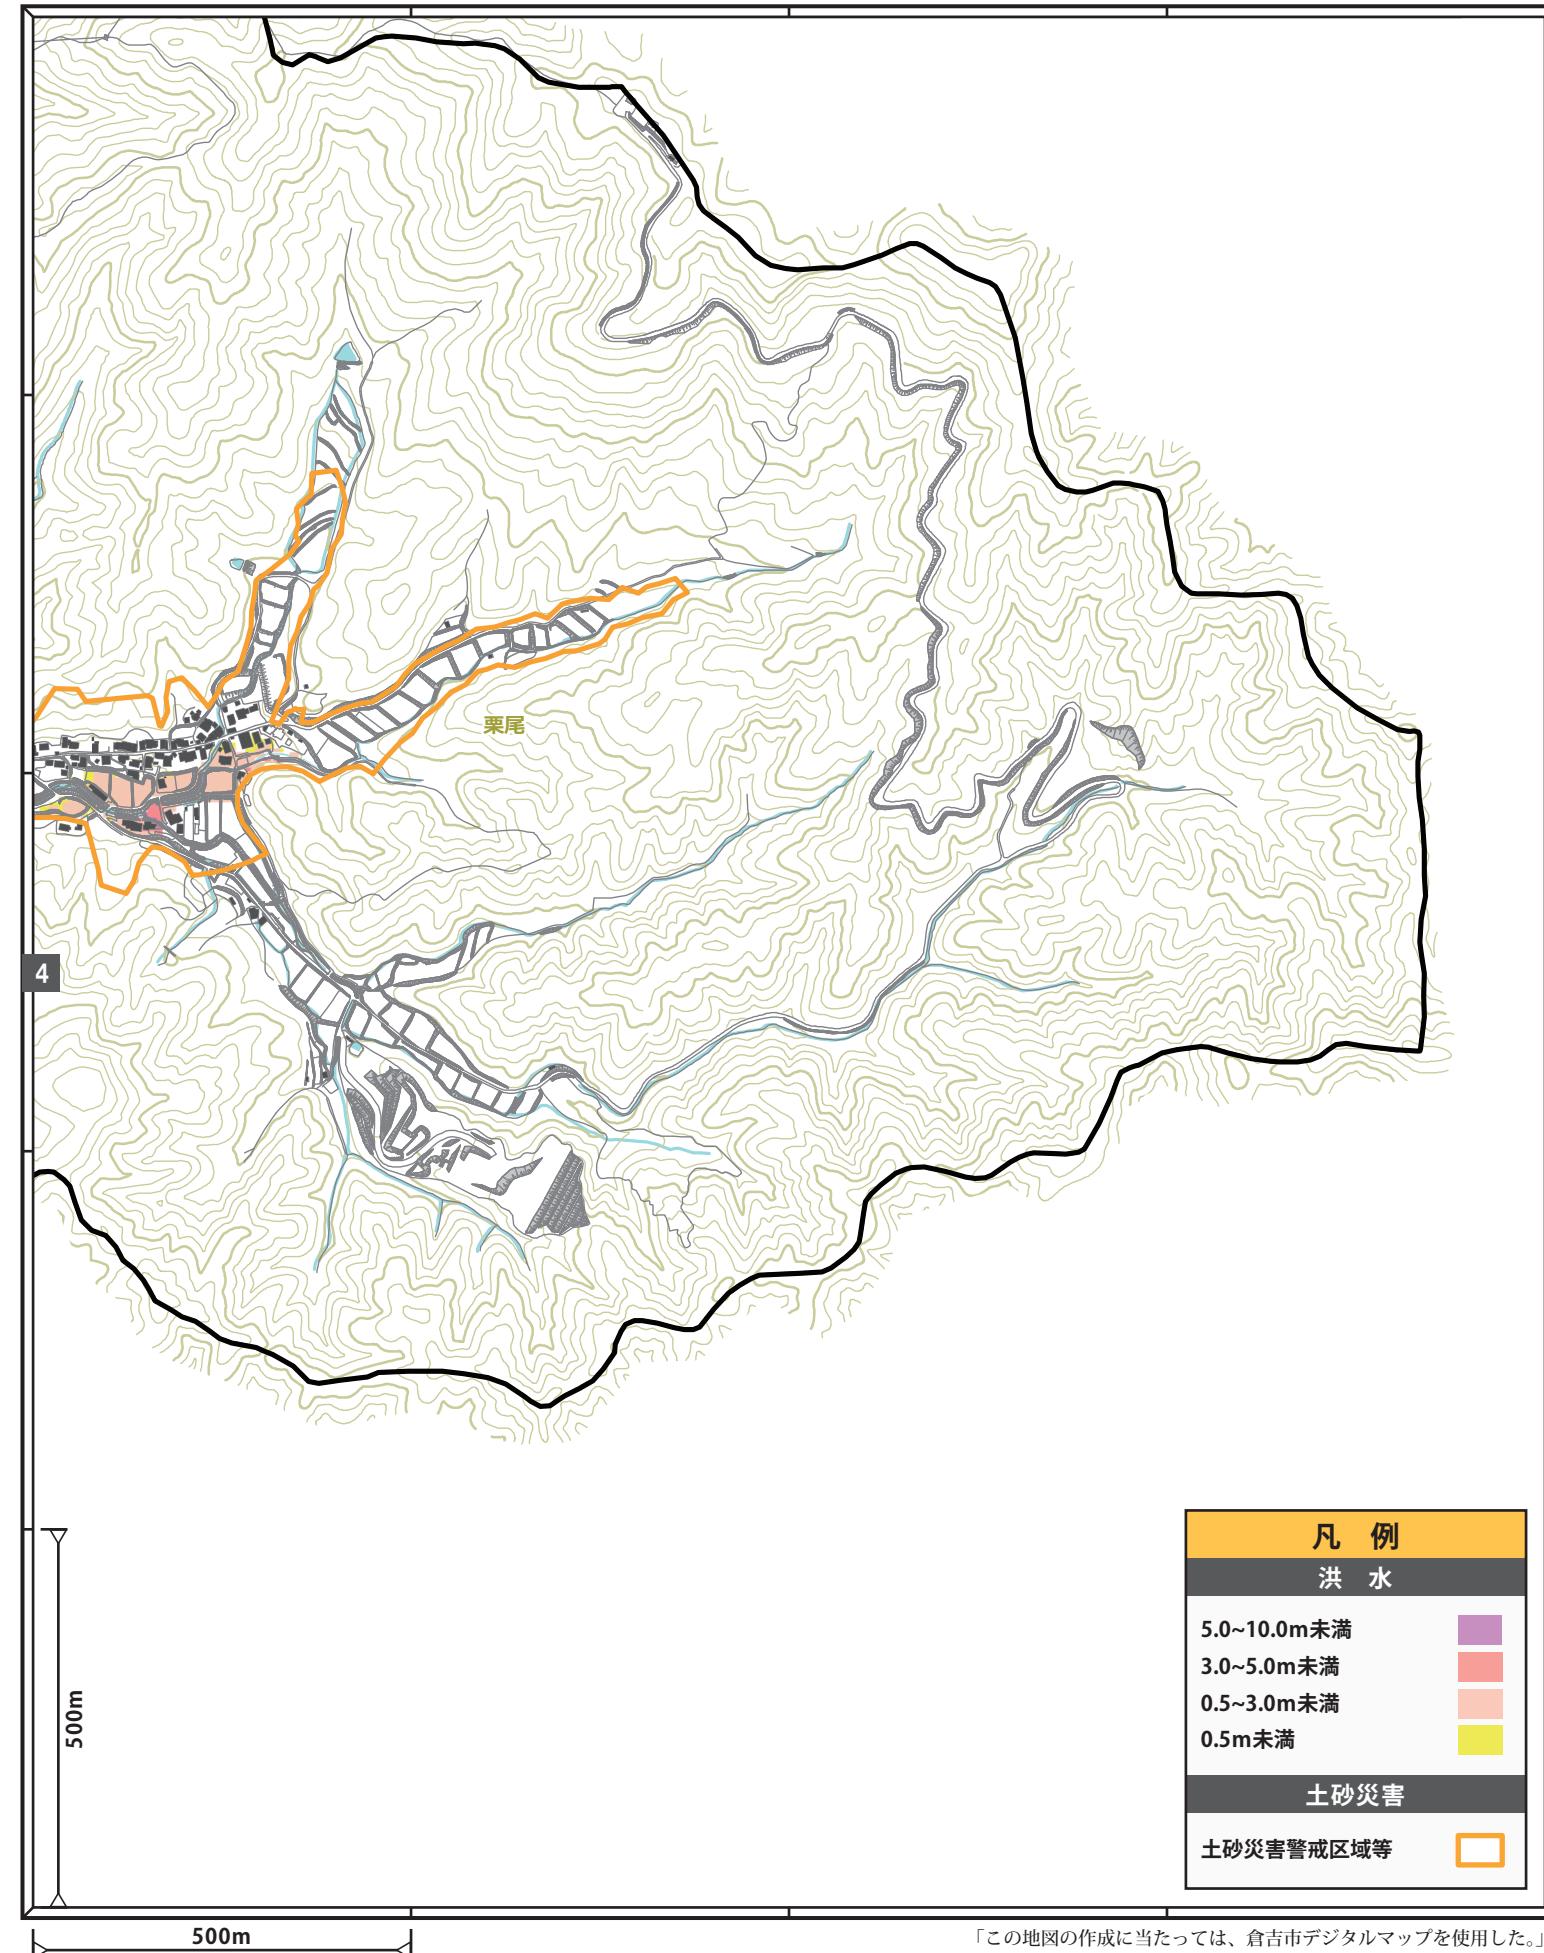 栗尾
4
凡 例
洪 水
5.0~10.0m未満
3.0~5.0m未満
0.5~3.0m未満
0.5m未満
土砂災害
土砂災害警戒区域等
500m
500m
「この地図の作成に当たっては、倉吉市デジタルマップを使用した。」